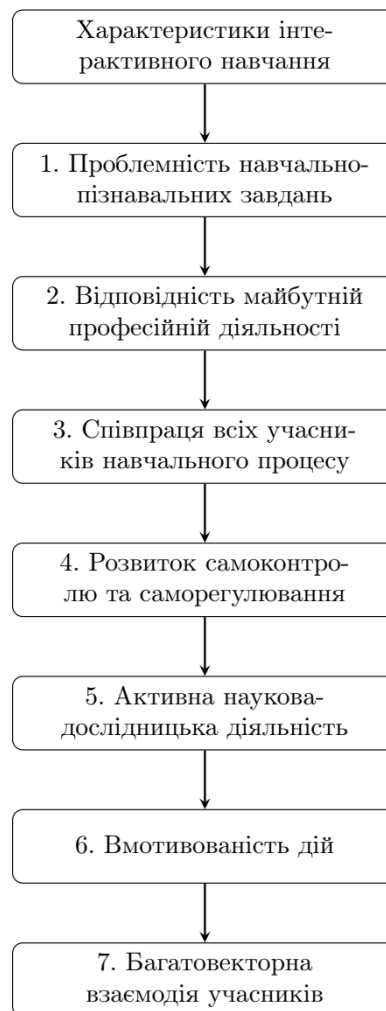 Характеристики інте-
рактивного навчання
1. Проблемність навчально-
пізнавальних завдань
2. Відповідність майбутній
професійній діяльності
3. Співпраця всіх учасни-
ків навчального процесу
4. Розвиток самоконтро-
лю та саморегулювання
5. Активна наукова-
дослідницька діяльність
6. Вмотивованість дій
7. Багатовекторна
взаємодія учасників